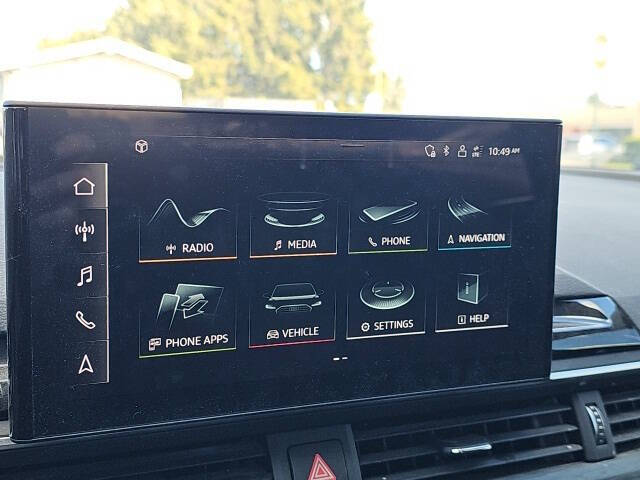 10:49 AM
RADIO
MEDIA
PHONE
NAVIGATION
PHONE APPS
VEHICLE
SETTINGS
HELP